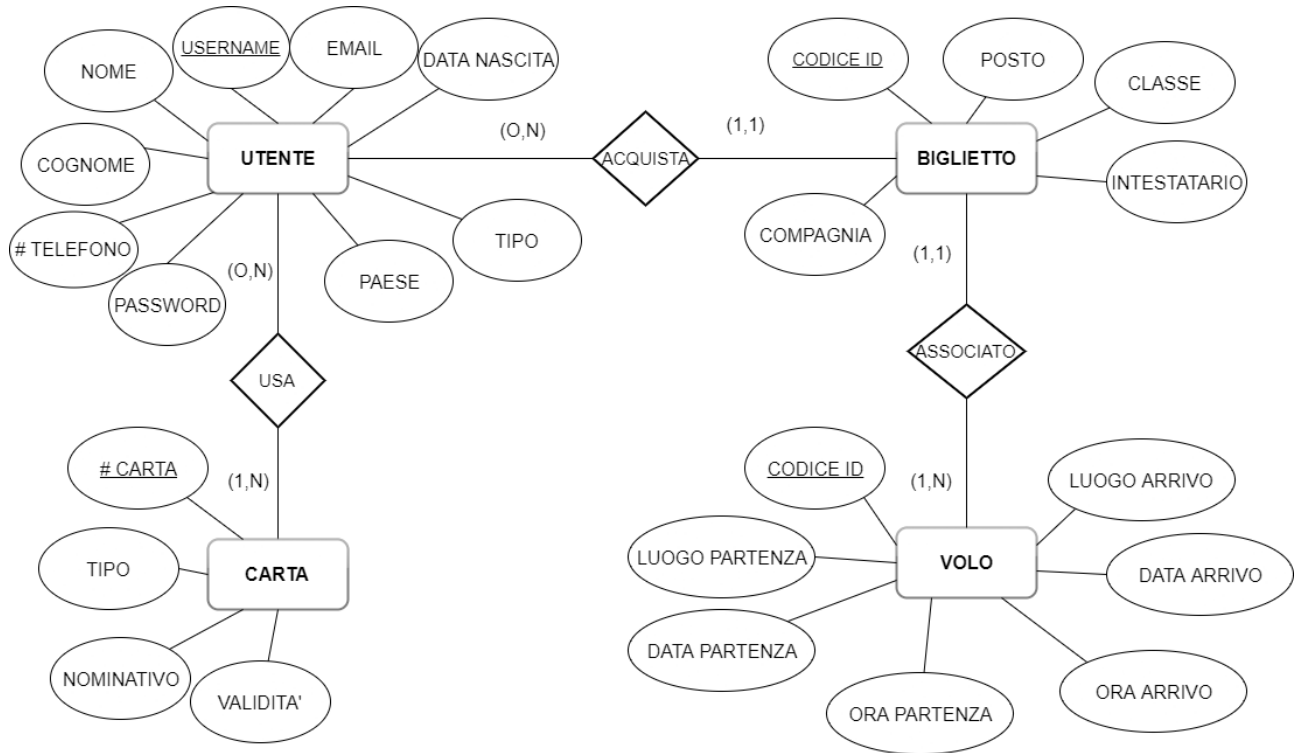 USERNAME
EMAIL
DATA NASCITA
NOME
COGNOME
# TELEFONO
PASSWORD
PAESE
TIPO
UTENTE
(O,N)
ACQUISTA
(1,1)
CODICE ID
POSTO
CLASSE
INTESTATARIO
COMPAGNIA
BIGLIETTO
(O,N)
USA
(1,N)
(1,1)
ASSOCIATO
(1,N)
# CARTA
TIPO
NOMINATIVO
VALIDITA'
CARTA
CODICE ID
LUOGO PARTENZA
DATA PARTENZA
ORA PARTENZA
LUOGO ARRIVO
DATA ARRIVO
ORA ARRIVO
VOLO